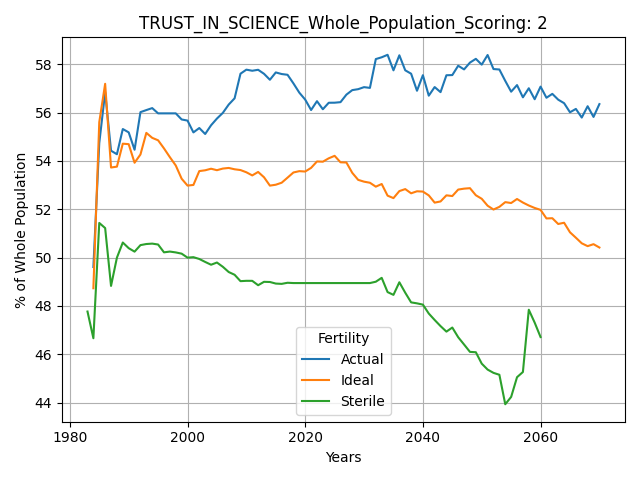 TRUST_IN_SCIENCE_Whole_Population_Scoring: 2
% of Whole Population
58
56
54
52
50
48
46
44
Fertility
Actual
Ideal
Sterile
1980
2000
2020
2040
2060
Years